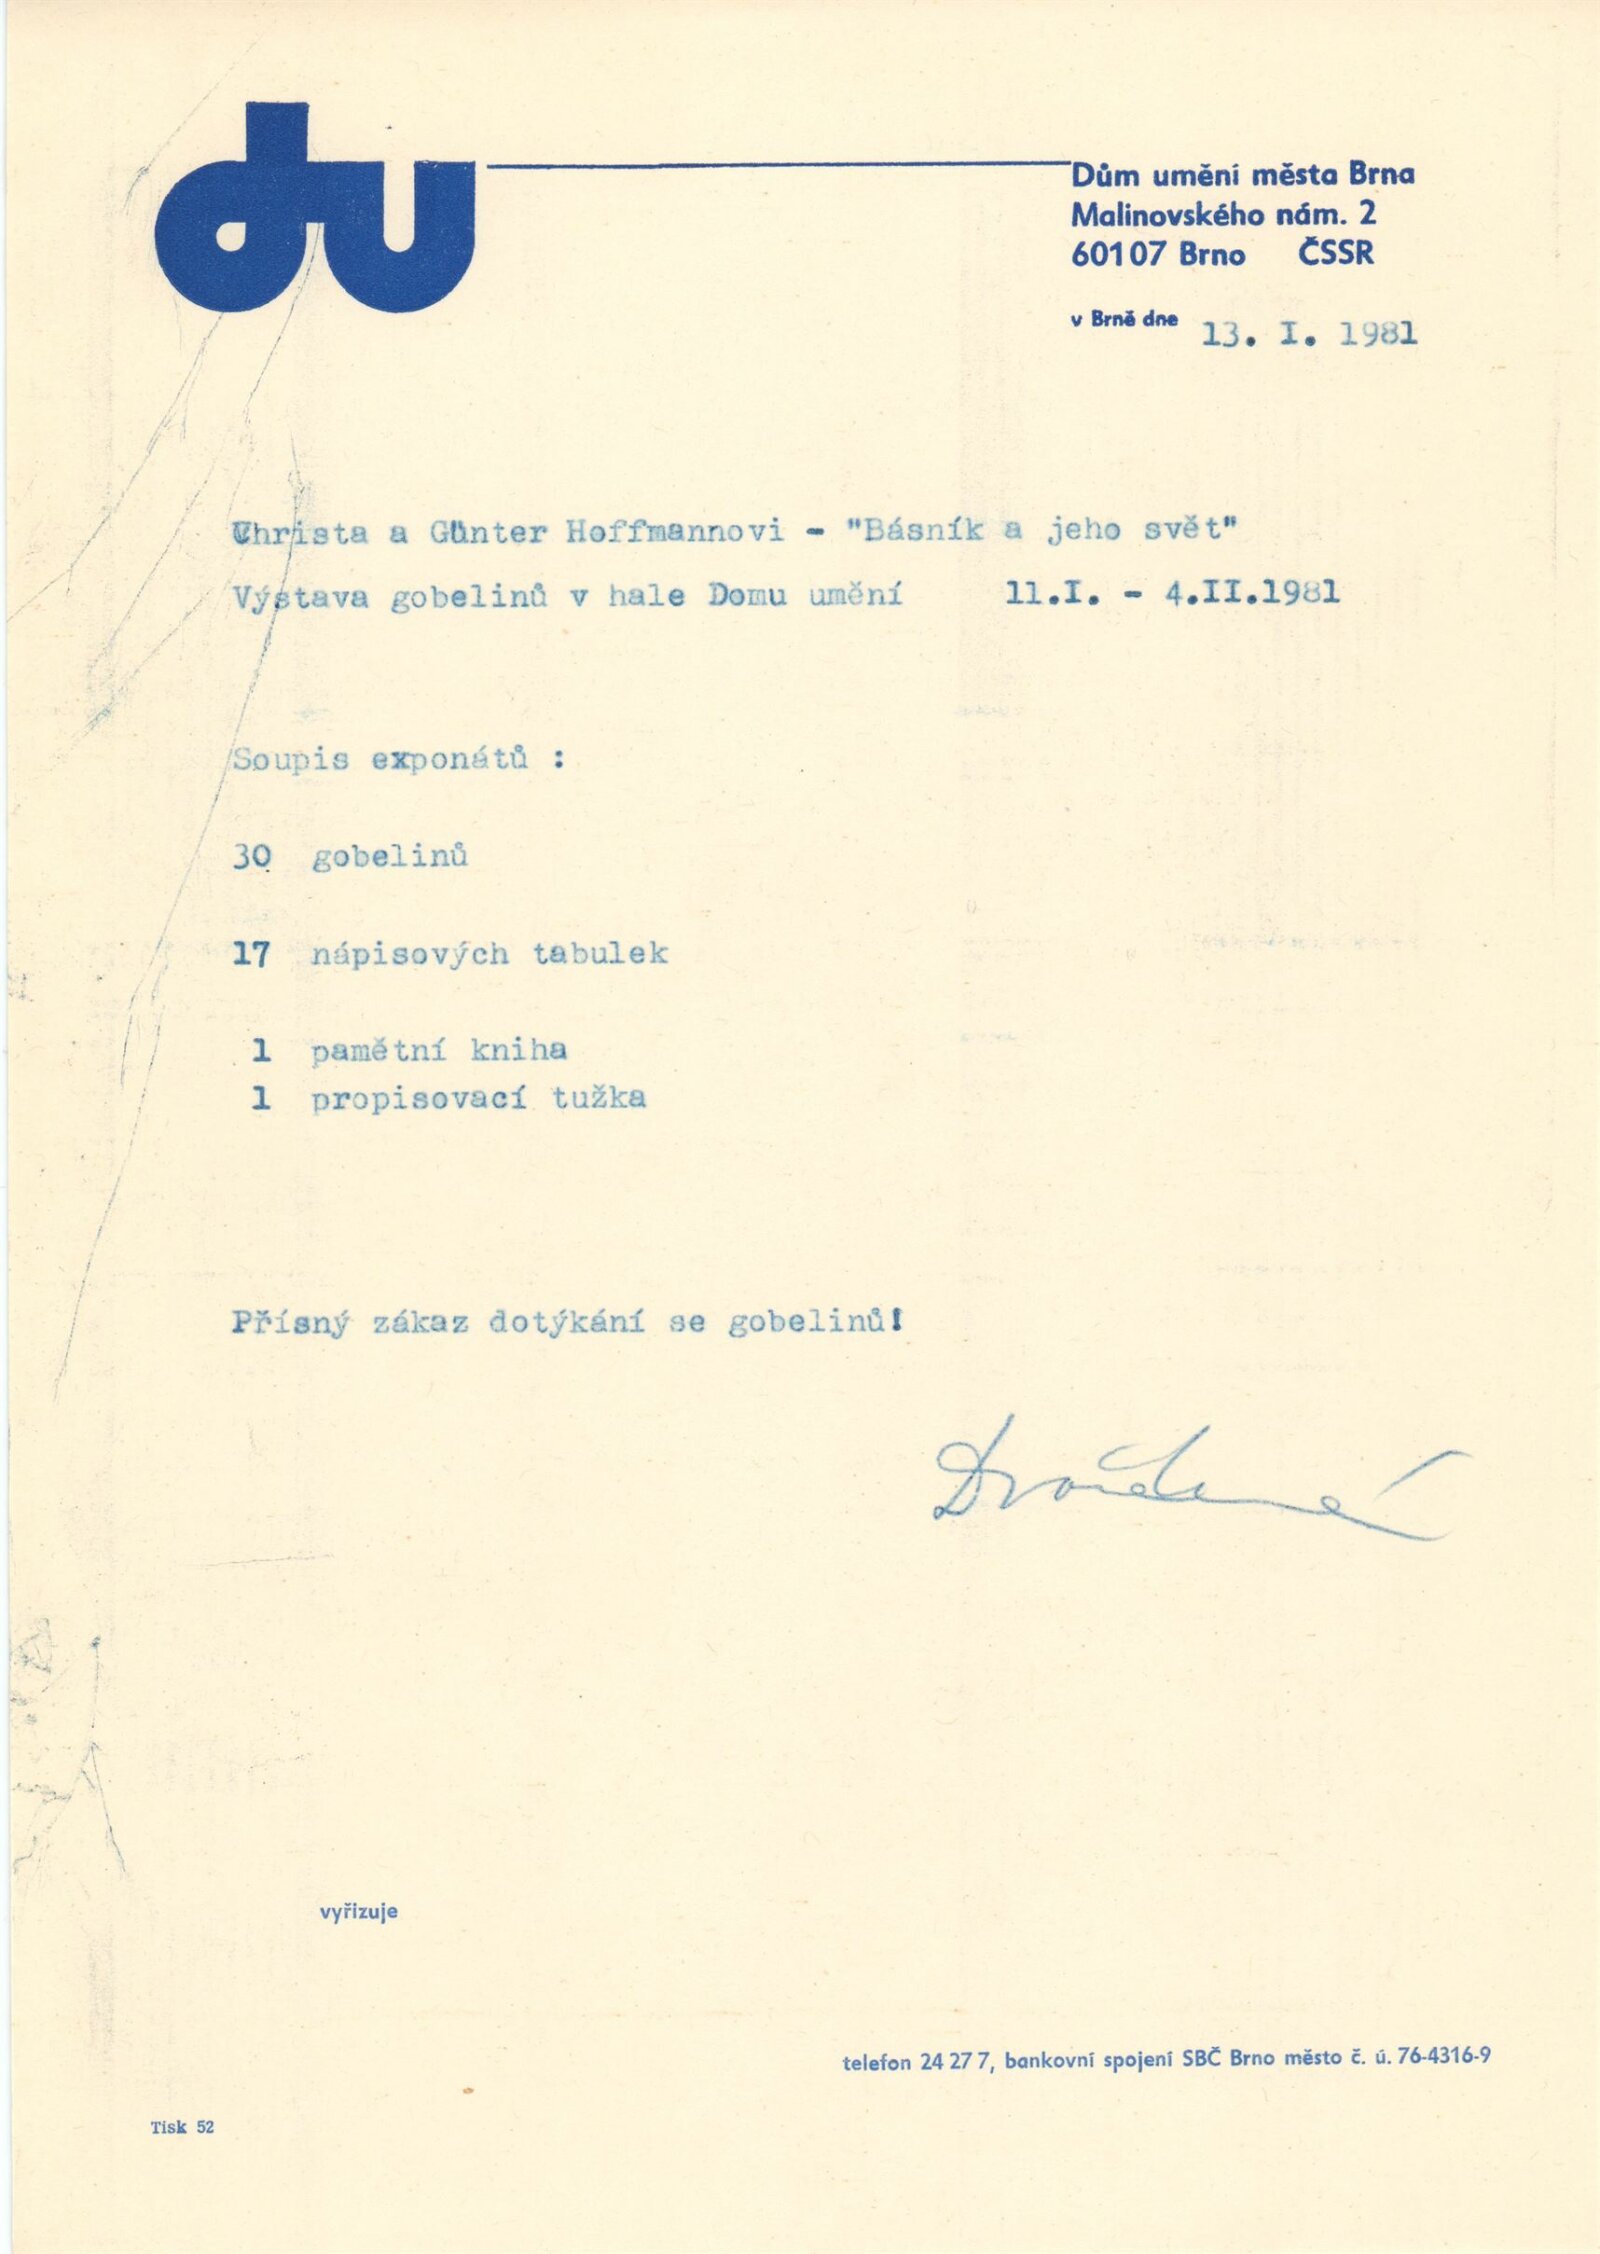 du
Dům umění města Brna
Malinovského nám. 2
60107 Brno ČSSR
v Brně dne 13. I. 1981
Christa a Günter Hoffmannovi - "Básník a jeho svět"
Výstava gobelinů v hale Domu umění 11.I. - 4.II.1981
Soupis exponátů :
30 gobelinů
17 nápisových tabulek
1 pamětní kniha
1 propisovací tužka
Přísný zákaz dotýkání se gobelinů!
vyřizuje
telefon 24 27 7, bankovní spojení SBČ Brno město č. ú. 76-4316-9
Tisk 52